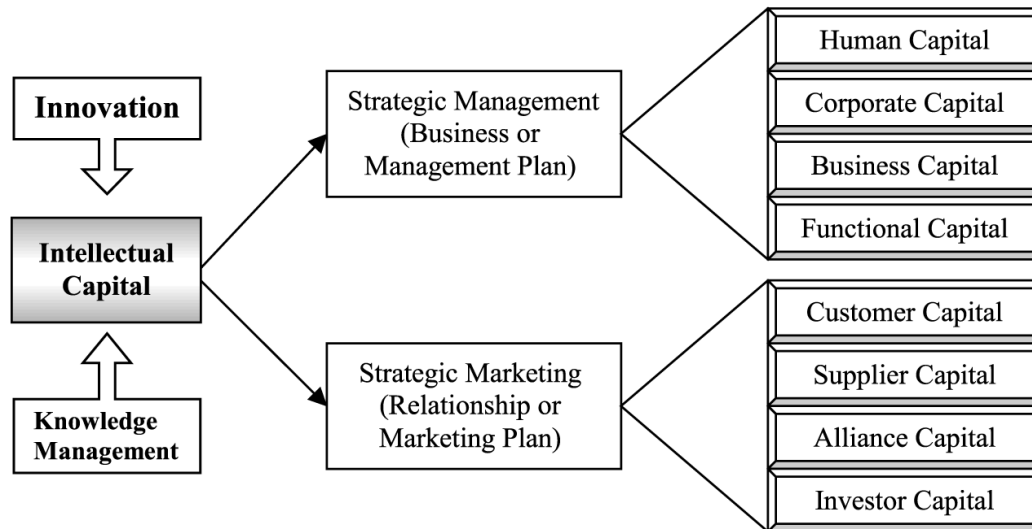 Innovation
Intellectual
Capital
Knowledge
Management
Strategic Management
(Business or
Management Plan)
Strategic Marketing
(Relationship or
Marketing Plan)
Human Capital
Corporate Capital
Business Capital
Functional Capital
Customer Capital
Supplier Capital
Alliance Capital
Investor Capital